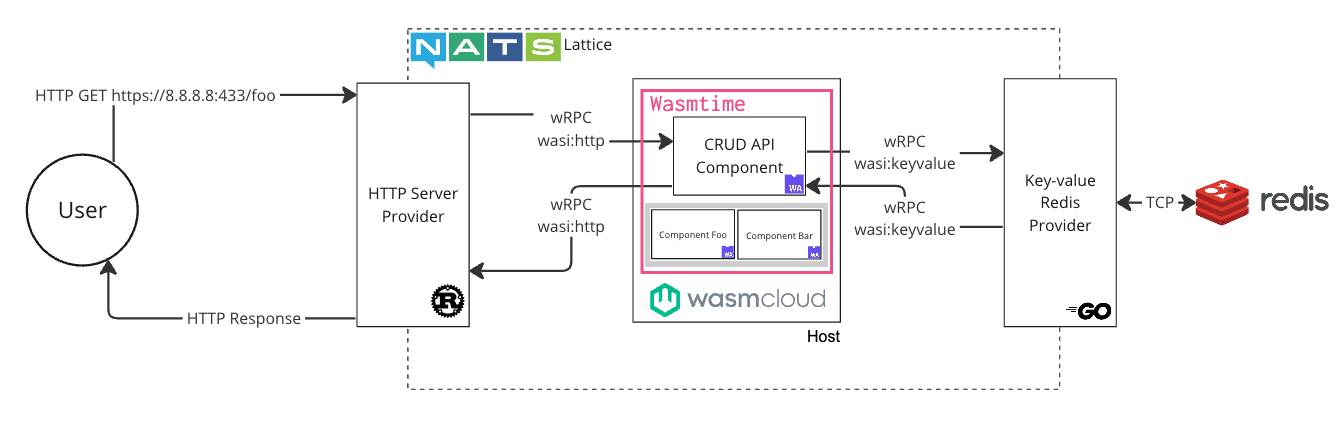 NATS Lattice
HTTP GET https://8.8.8.8:433/foo
User
HTTP Response
HTTP Server
Provider
R
wRPC
wasi:http
wRPC
wasi:http
Wasmtime
CRUD API
Component
WA
Component Foo
WA
Component Bar
WA
wasmcloud
Host
wRPC
wasi:keyvalue
wRPC
wasi:keyvalue
Key-value
Redis
Provider
GO
TCP
redis